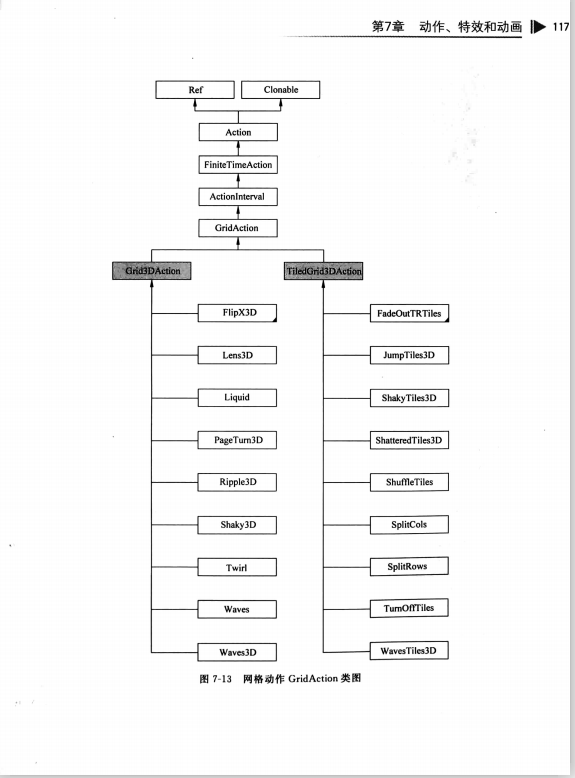 第7章 动作、特效和动画 117
Ref Clonable
Action
FiniteTimeAction
ActionInterval
GridAction
Grid3DAction TiledGrid3DAction
FlipX3D FadeOutTRTiles
Lens3D JumpTiles3D
Liquid ShakyTiles3D
PageTurn3D ShatteredTiles3D
Ripple3D ShuffleTiles
Shaky3D SplitCols
Twirl SplitRows
Waves TurnOffTiles
Waves3D WavesTiles3D
图 7-13 网格动作 GridAction 类图